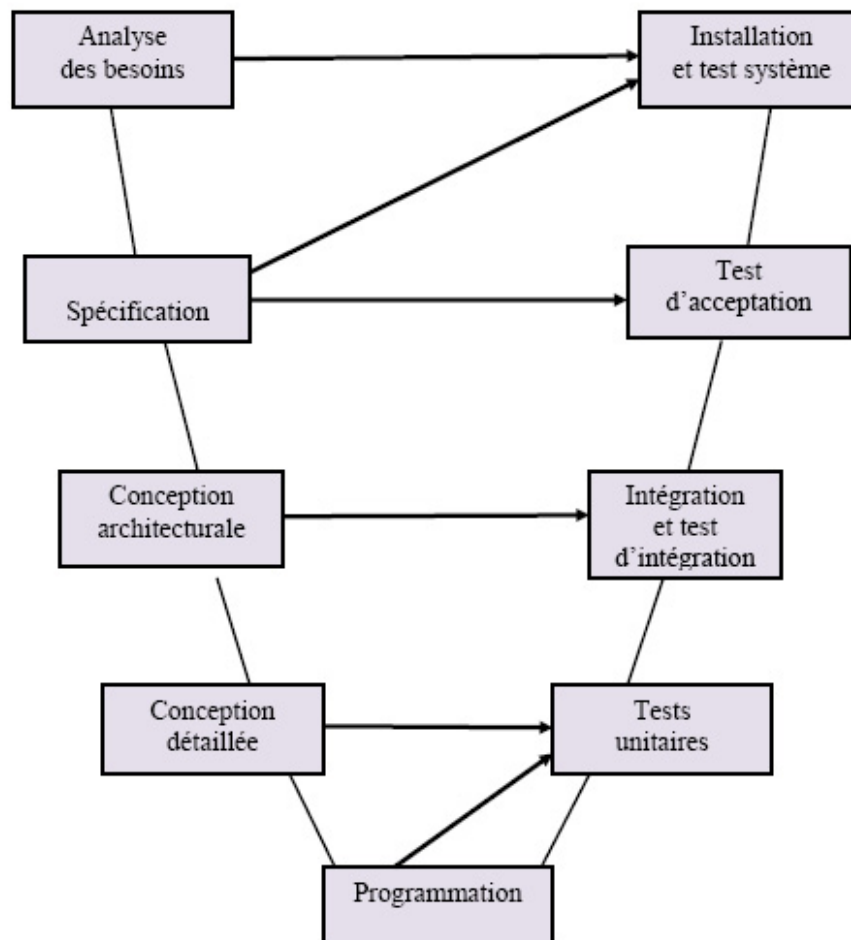 Analyse
des besoins
Installation
et test système
Spécification
Test
d’acceptation
Conception
architecturale
Intégration
et test
d’intégration
Conception
détaillée
Tests
unitaires
Programmation